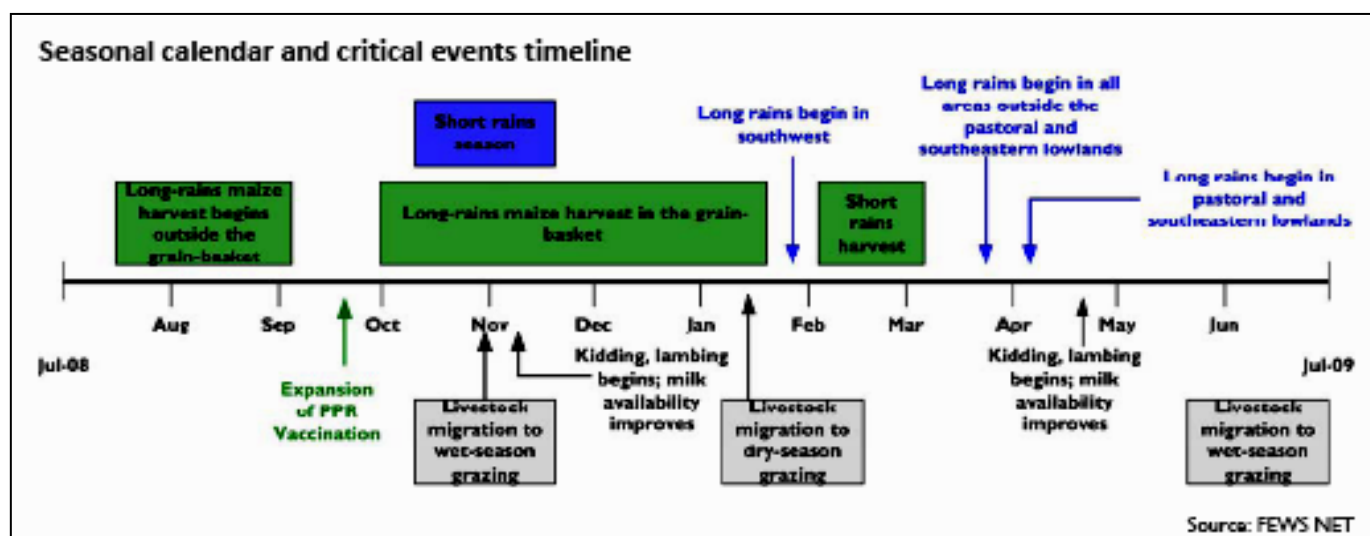 Seasonal calendar and critical events timeline
Short rains
season
Long rains begin in
southwest
Long rains begin in all
areas outside the
pastoral and
southeastern lowlands
Long rains begin in
pastoral and
southeastern lowlands
Long-rains maize
harvest begins
outside the
grain-basket
Long-rains maize harvest in the grain-
basket
Short
rains
harvest
Jul-08
Aug
Sep
Oct
Nov
Dec
Jan
Feb
Mar
Apr
May
Jun
Jul-09
Expansion
of PPR
Vaccination
Livestock
migration to
wet-season
grazing
Kidding, lambing
begins; milk
availability
improves
Livestock
migration to
dry-season
grazing
Kidding, lambing
begins; milk
availability
improves
Livestock
migration to
wet-season
grazing
Source: FEWS NET